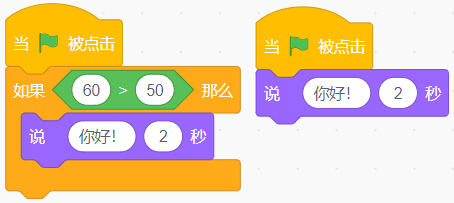 当 被点击
如果 60 > 50 那么
说 你好！ 2 秒
当 被点击
说 你好！ 2 秒